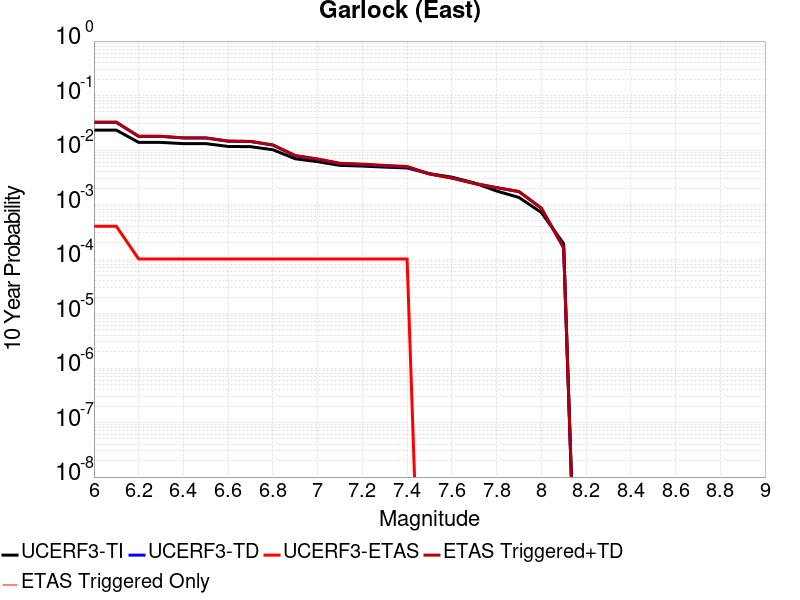 Garlock (East)
10 Year Probability
10^0
10^-1
10^-2
10^-3
10^-4
10^-5
10^-6
10^-7
10^-8
6 6.2 6.4 6.6 6.8 7 7.2 7.4 7.6 7.8 8 8.2 8.4 8.6 8.8 9
Magnitude
UCERF3-TI UCERF3-TD UCERF3-ETAS ETAS Triggered+TD
ETAS Triggered Only